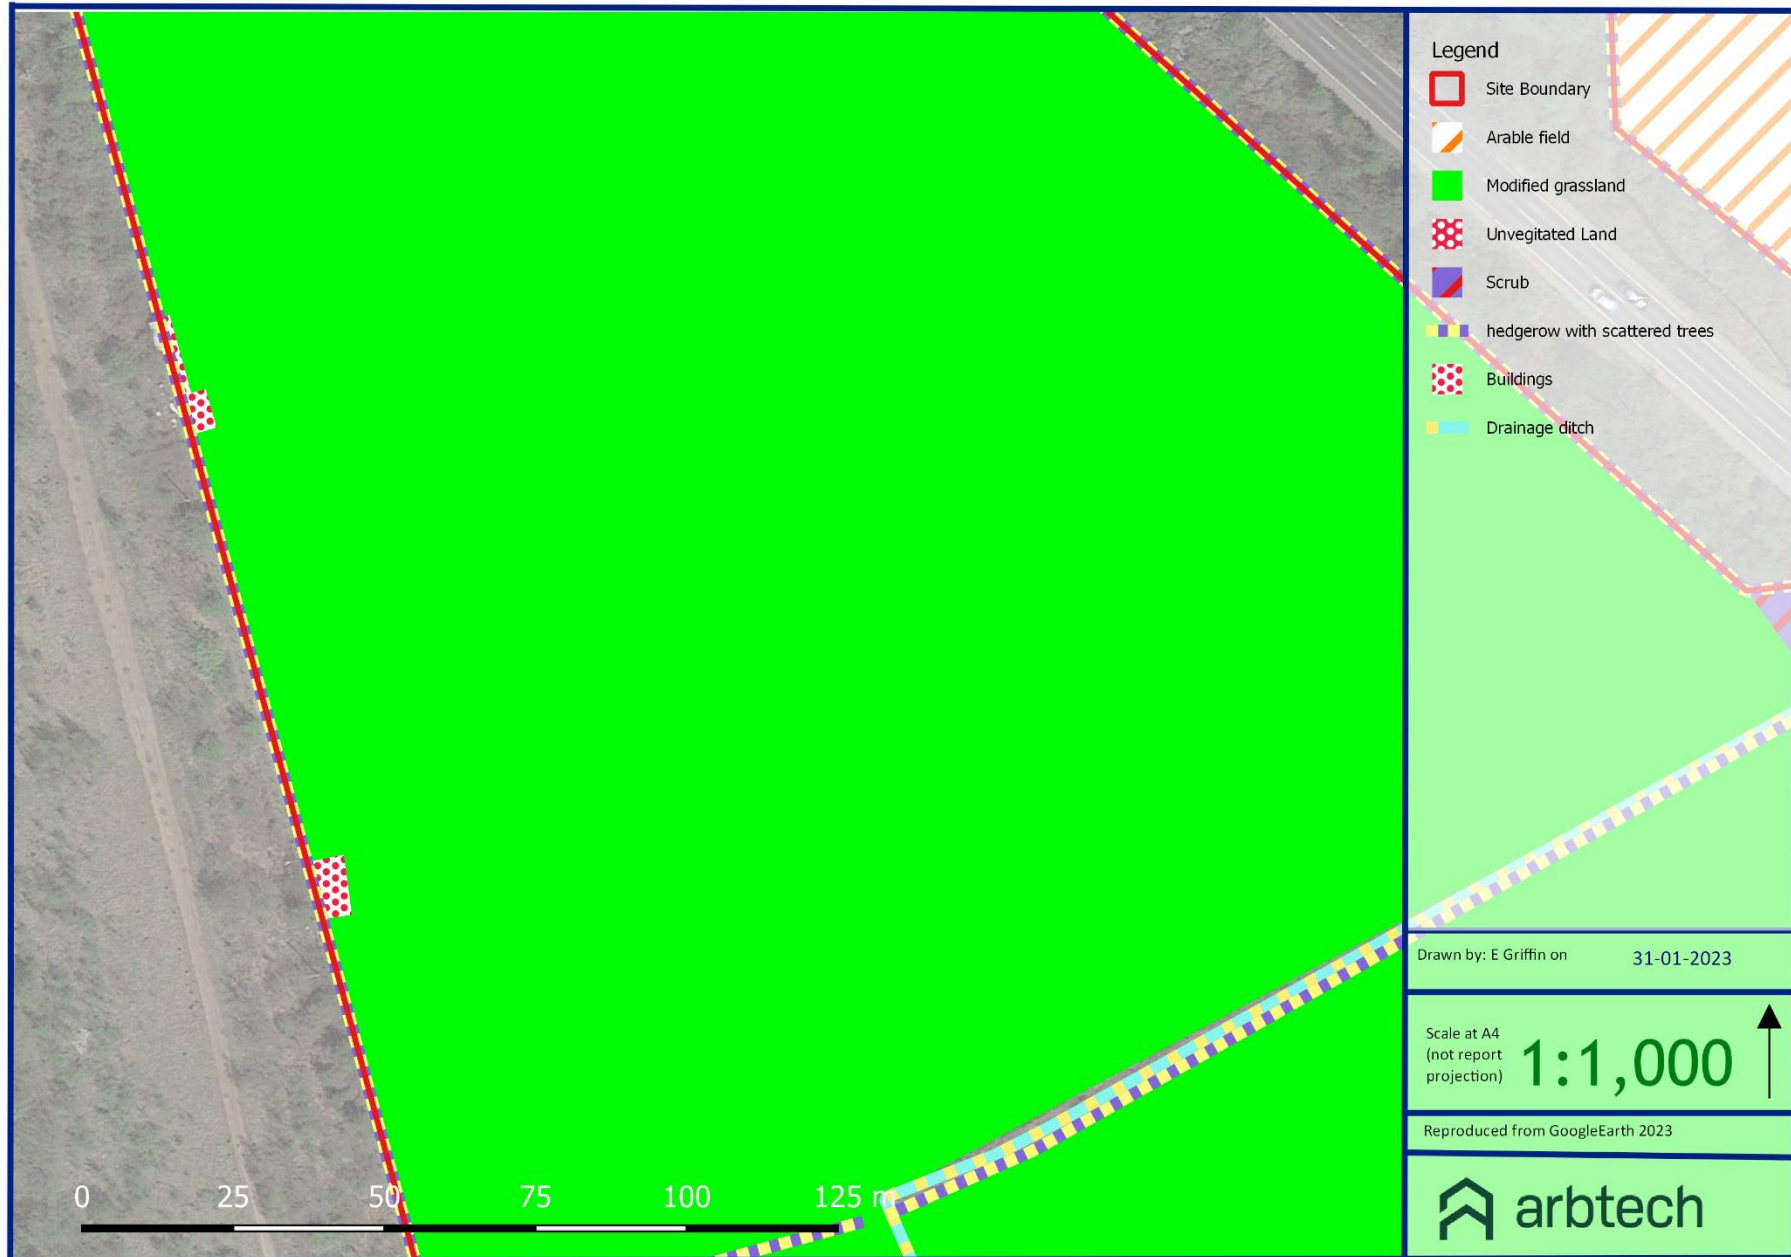 Legend
Site Boundary
Arable field
Modified grassland
Unvegitated Land
Scrub
hedgerow with scattered trees
Buildings
Drainage ditch
Drawn by: E Griffin on 31-01-2023
Scale at A4
(not report
projection)
1:1,000
Reproduced from GoogleEarth 2023
arbtech
0 25 50 75 100 125 m